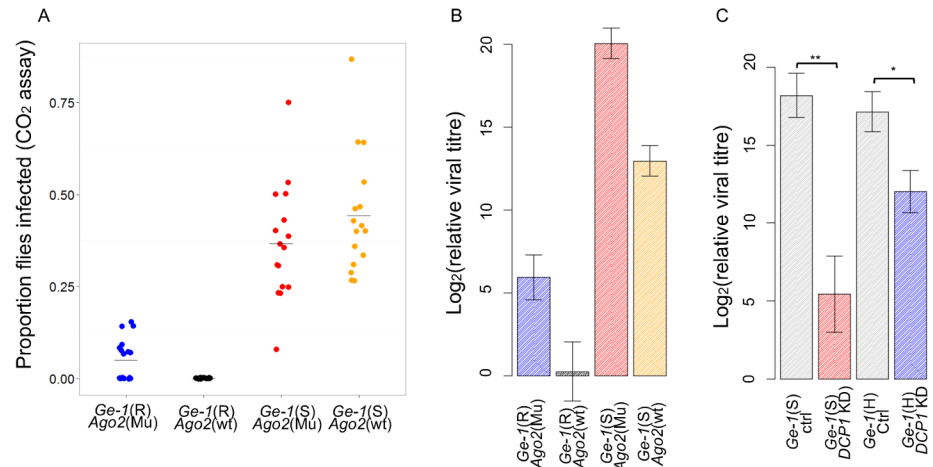 A
Proportion flies infected (CO₂ assay)
0.75
0.50
0.25
0.00
Ge-1(R)
Ago2(Mu)
Ge-1(R)
Ago2(wt)
Ge-1(S)
Ago2(Mu)
Ge-1(S)
Ago2(wt)
B
Log₂(relative viral titre)
20
15
10
5
0
Ge-1(R)
Ago2(Mu)
Ge-1(R)
Ago2(wt)
Ge-1(S)
Ago2(Mu)
Ge-1(S)
Ago2(wt)
C
Log₂(relative viral titre)
20
15
10
5
0
**
*
Ge-1(S)
ctrl
Ge-1(S)
DCP1 KD)
Ge-1(H)
Ctrl
Ge-1(H)
DCP1 KD